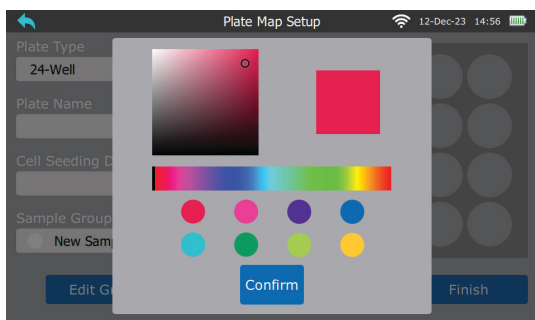 Plate Map Setup
12-Dec-23 14:56
Plate Type
24-Well
Plate Name
Cell Seeding D
Sample Group
New Sam
Edit G
Finish
Confirm